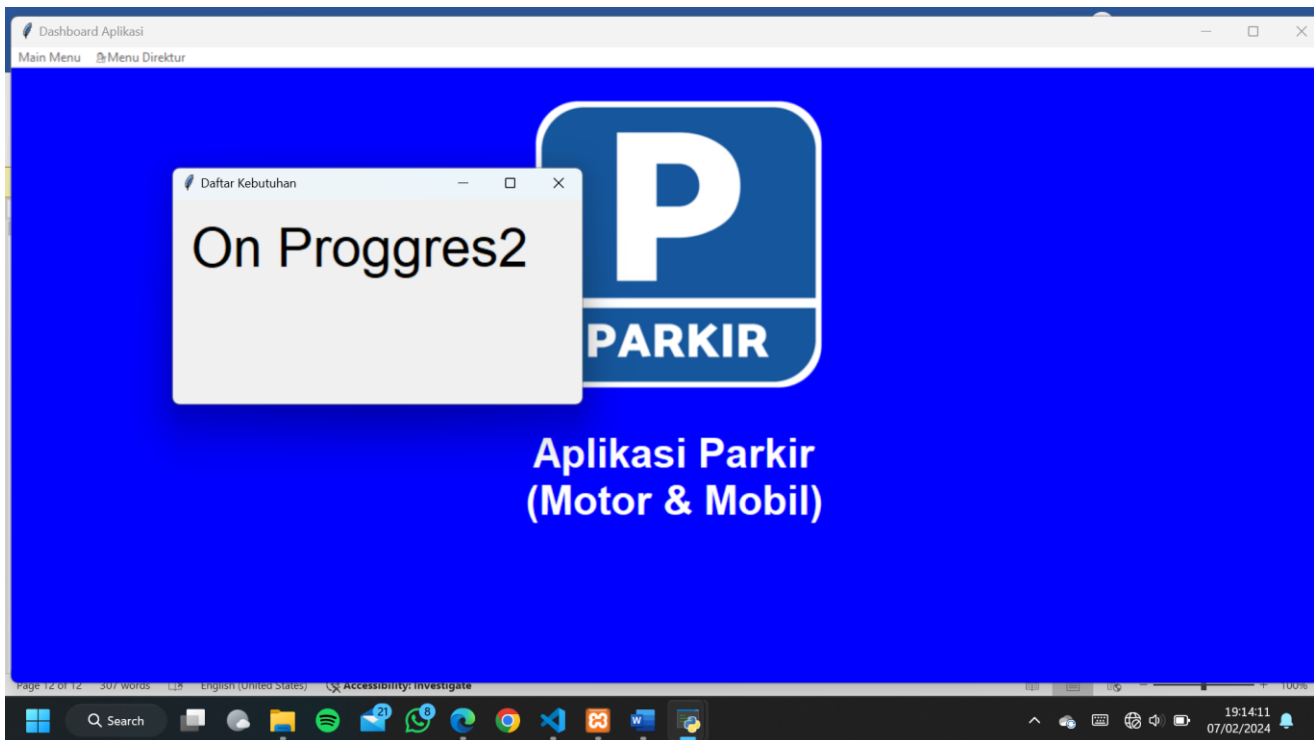 Dashboard Aplikasi
Main Menu Menu Direktur
Daftar Kebutuhan
On Proggres2
P
PARKIR
Aplikasi Parkir
(Motor & Mobil)
Page 12 of 12 307 words English (United States) Accessibility: Investigate 100%
Search 21 8 W 19:14:11
07/02/2024